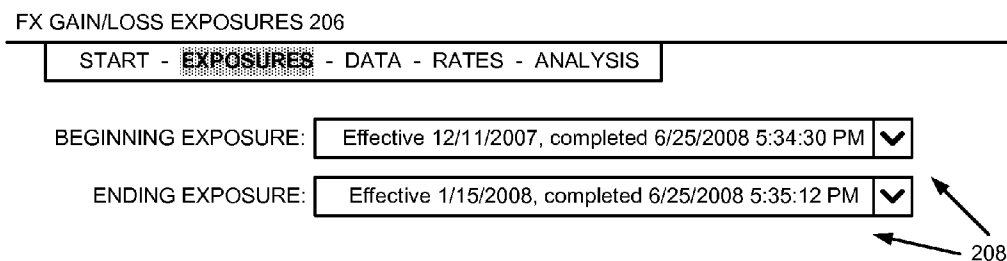 FX GAIN/LOSS EXPOSURES 206
START - EXPOSURES - DATA - RATES - ANALYSIS
BEGINNING EXPOSURE: Effective 12/11/2007, completed 6/25/2008 5:34:30 PM
ENDING EXPOSURE: Effective 1/15/2008, completed 6/25/2008 5:35:12 PM
208